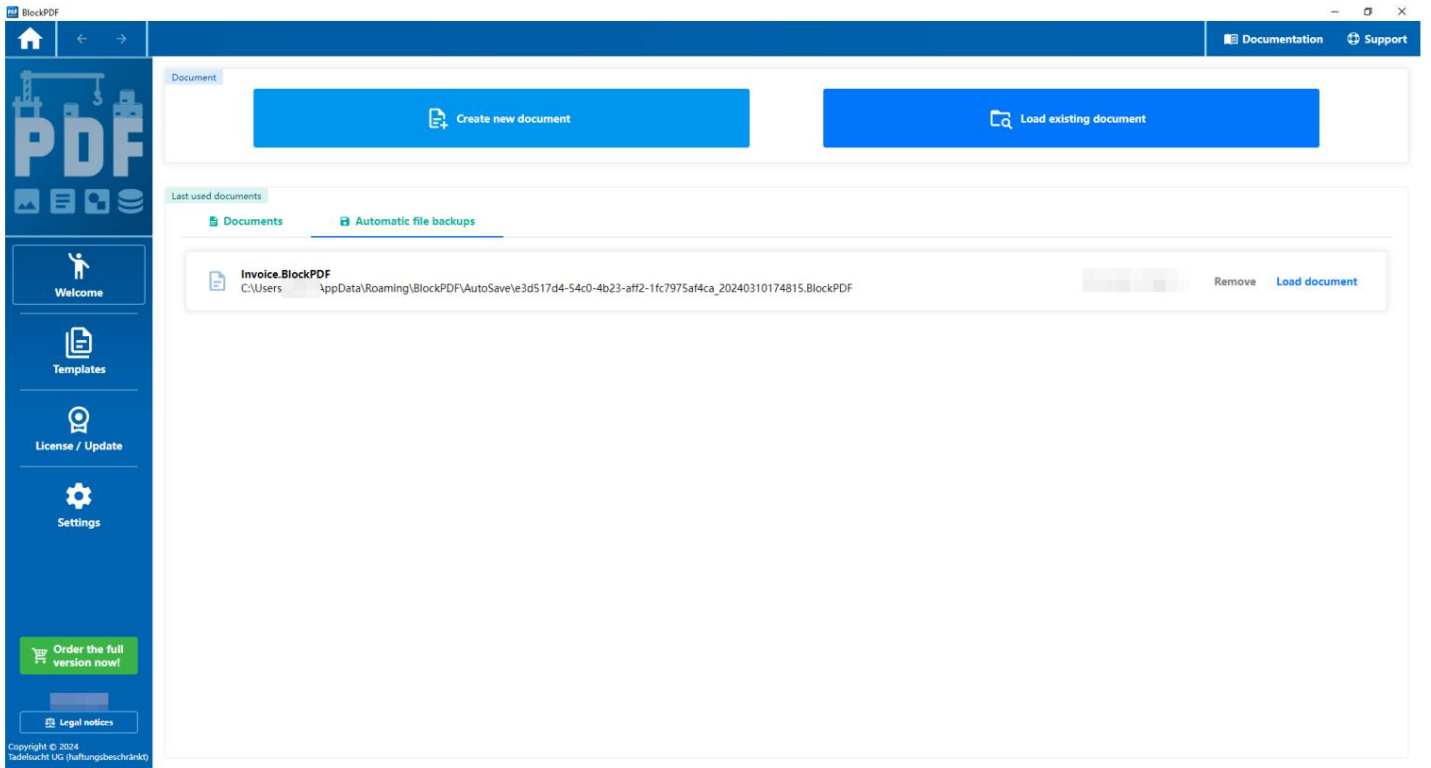 BlockPDF
Documentation
Support
PDF
Welcome
Templates
License / Update
Settings
Order the full
version now!
Legal notices
Copyright © 2024
Tadelsucht UG (haftungsbeschränkt)
Document
Create new document
Load existing document
Last used documents
Documents
Automatic file backups
Invoice.BlockPDF
C:\Users AppData\Roaming\BlockPDF\AutoSave\e3d517d4-54c0-4b23-aff2-1fc7975af4ca_20240310174815.BlockPDF
Remove
Load document